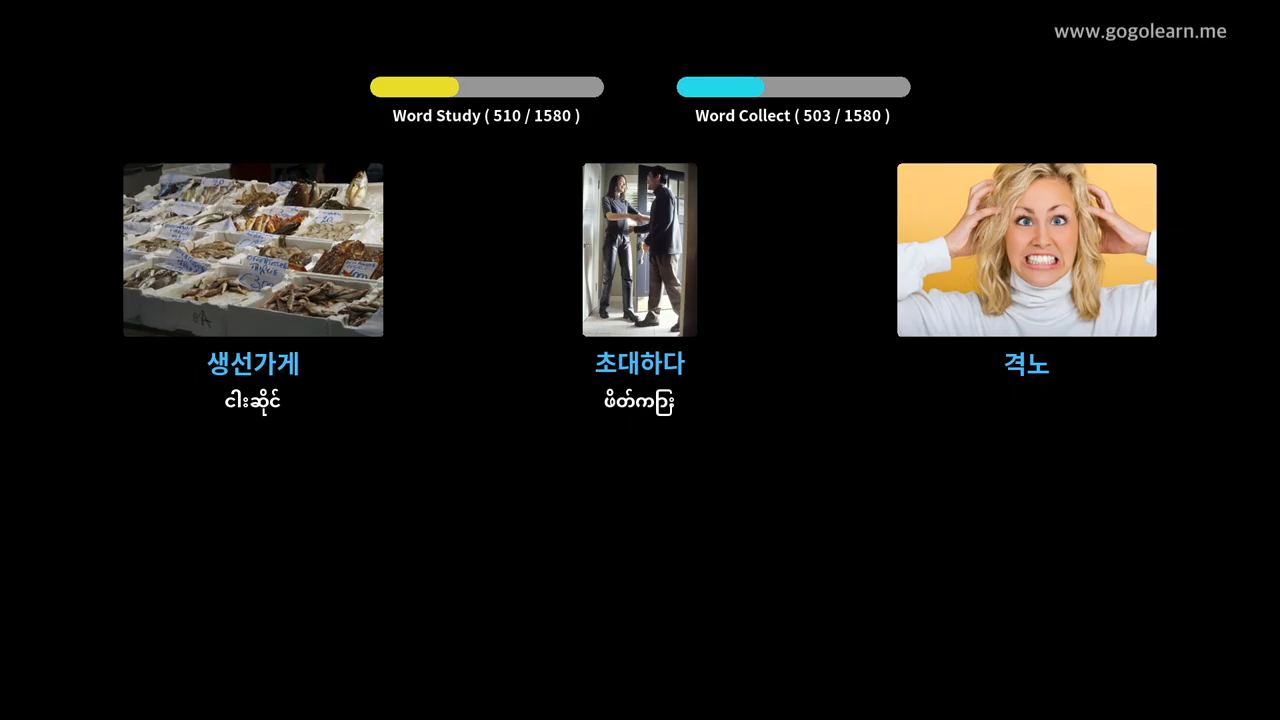 www.gogolearn.me
Word Study ( 510 / 1580 )
Word Collect ( 503 / 1580 )
생선가게
초대하다
격노
ငါးဆိုင်
ဖိတ်ကြား